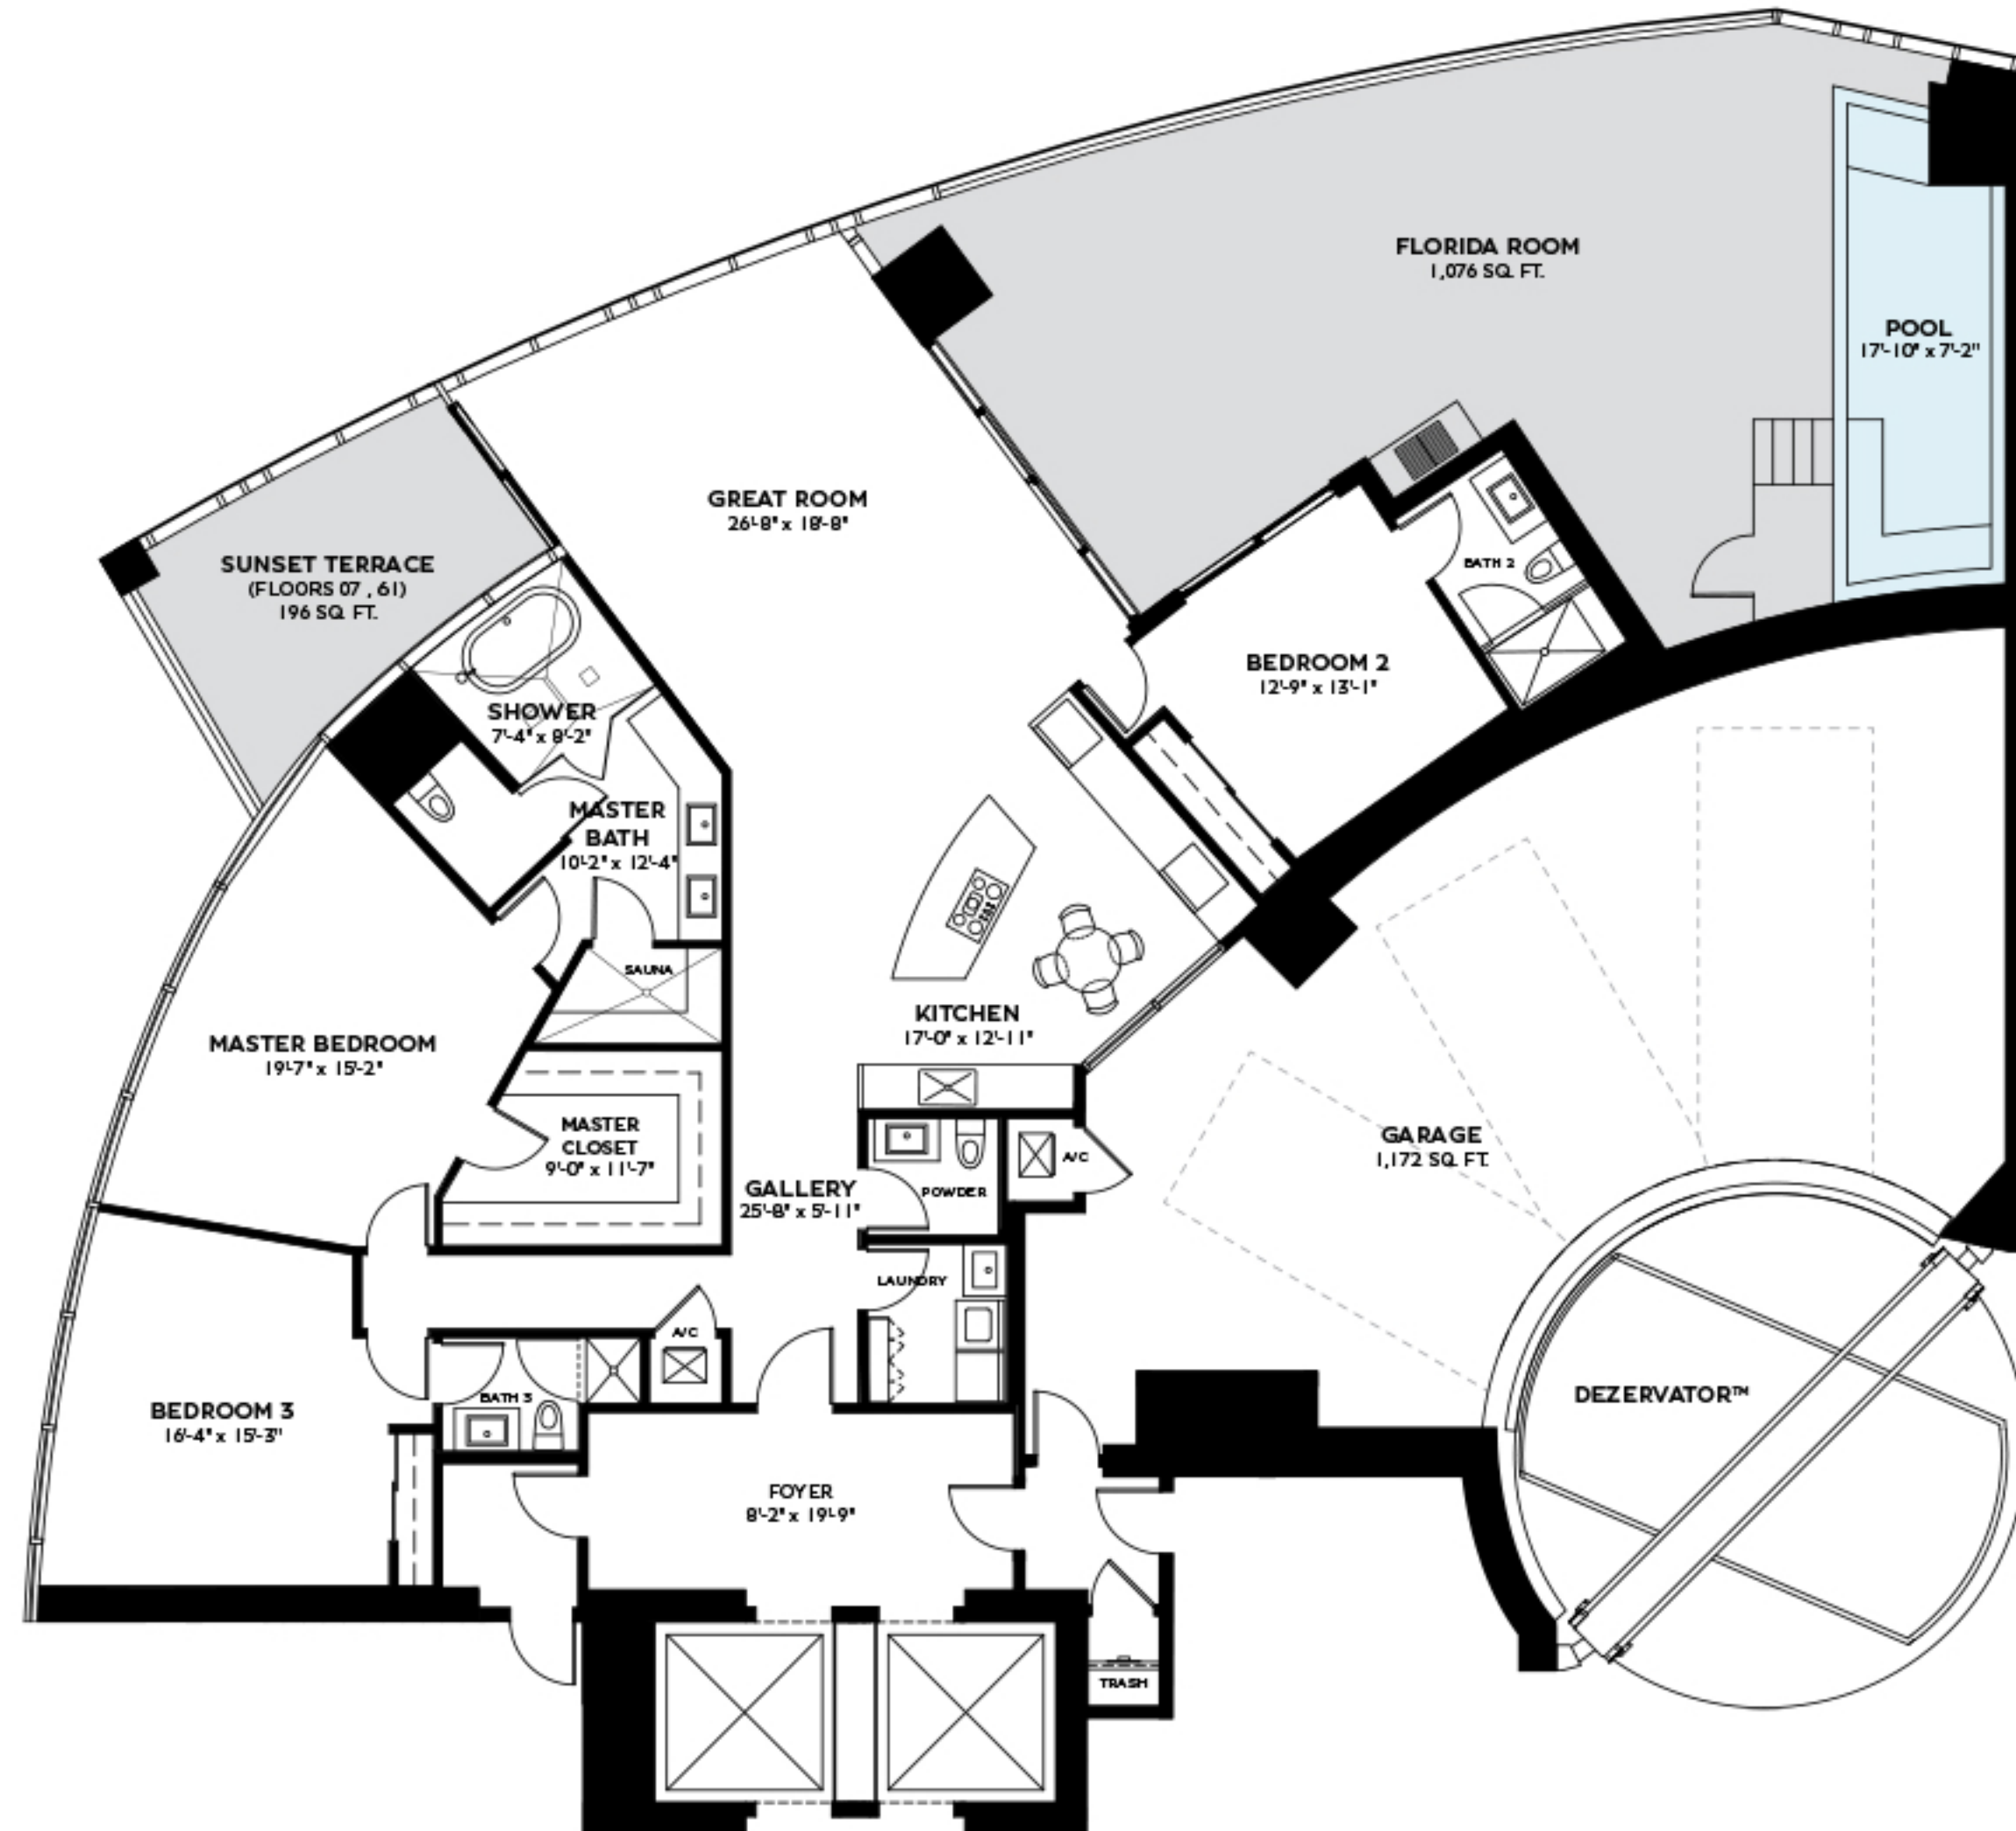 FLORIDA ROOM
1,076 SQ. FT.
POOL
17'-10" x 7'-2"
GREAT ROOM
26'-8" x 18'-8"
SUNSET TERRACE
(FLOORS 07 , 61)
196 SQ. FT.
BATH 2
BEDROOM 2
12'-9" x 13'-1"
SHOWER
7'-4" x 8'-2"
MASTER
BATH
10'-2" x 12'-4"
SAUNA
KITCHEN
17'-0" x 12'-11"
MASTER BEDROOM
19'-7" x 15'-2"
MASTER
CLOSET
9'-0" x 11'-7"
GARAGE
1,172 SQ. FT.
A/C
POWDER
GALLERY
25'-8" x 5'-11"
LAUNDRY
A/C
BATH 3
DEZERVATOR™
BEDROOM 3
16'-4" x 15'-3"
FOYER
8'-2" x 19'-9"
TRASH